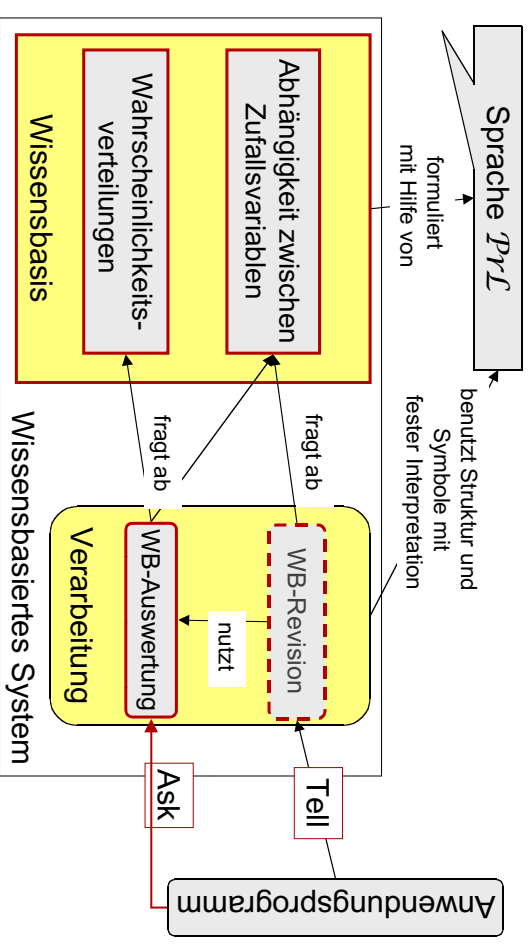 Sprache PrL
formuliert
mit Hilfe von
benutzt Struktur und
Symbole mit
fester Interpretation
Abhängigkeit zwischen
Zufallsvariablen
Wahrscheinlichkeits-
verteilungen
Wissensbasis
fragt ab
fragt ab
WB-Revision
nutzt
WB-Auswertung
Verarbeitung
Wissensbasiertes System
Tell
Ask
Anwendungsprogramm